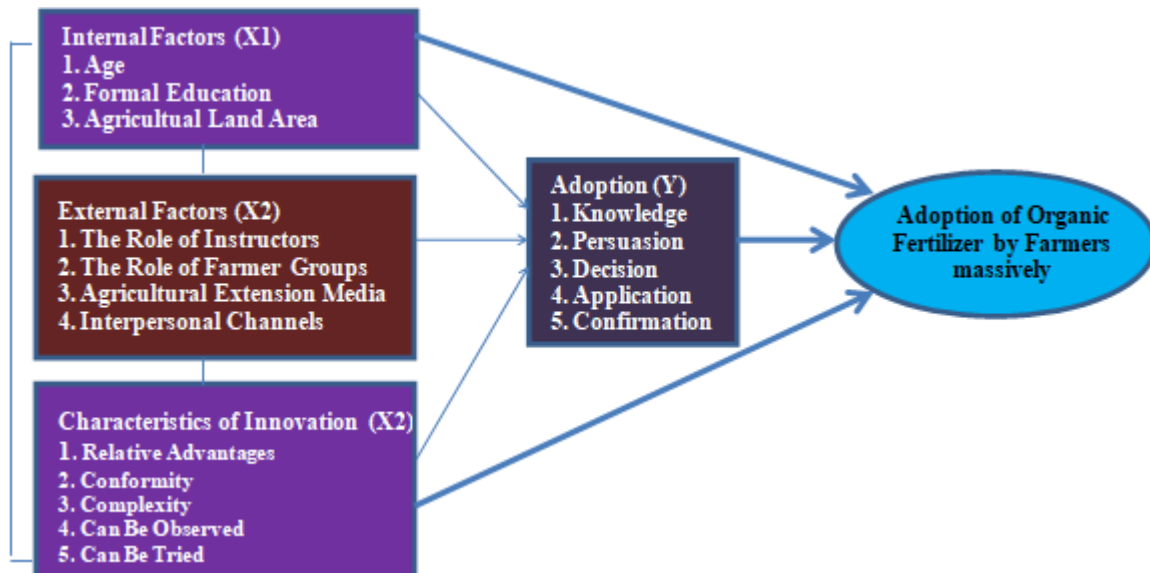 Internal Factors (X1)
1. Age
2. Formal Education
3. Agricultual Land Area
External Factors (X2)
1. The Role of Instructors
2. The Role of Farmer Groups
3. Agricultural Extension Media
4. Interpersonal Channels
Characteristics of Innovation (X2)
1. Relative Advantages
2. Conformity
3. Complexity
4. Can Be Observed
5. Can Be Tried
Adoption (Y)
1. Knowledge
2. Persuasion
3. Decision
4. Application
5. Confirmation
Adoption of Organic
Fertilizer by Farmers
massively